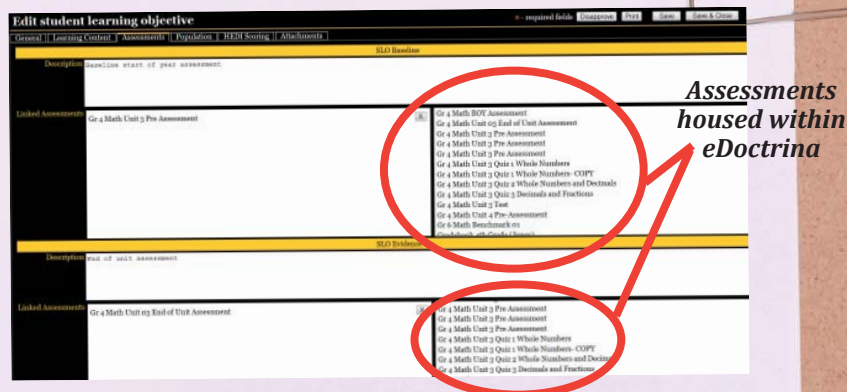 Edit student learning objective
* - required fields Disapprove Print Save Save & Close
General Learning Content Assessments Population HEDI Scoring Attachments
SLO Baseline
Description Baseline start of year assessment
Linked Assessments
Gr 4 Math Unit 3 Pre Assessment
X
Gr 4 Math BOY Assessment
Gr 4 Math Unit 03 End of Unit Assessment
Gr 4 Math Unit 3 Pre Assessment
Gr 4 Math Unit 3 Pre Assessment
Gr 4 Math Unit 3 Pre Assessment
Gr 4 Math Unit 3 Quiz 1 Whole Numbers
Gr 4 Math Unit 3 Quiz 1 Whole Numbers- COPY
Gr 4 Math Unit 3 Quiz 2 Whole Numbers and Decimals
Gr 4 Math Unit 3 Quiz 3 Decimals and Fractions
Gr 4 Math Unit 3 Test
Gr 4 Math Unit 4 Pre-Assessment
Gr 6 Math Benchmark 01
Assessments
housed within
eDoctrina
SLO Evidence
Description End of unit assessment
Linked Assessments
Gr 4 Math Unit 03 End of Unit Assessment
Gr 4 Math Unit 3 Pre Assessment
Gr 4 Math Unit 3 Pre Assessment
Gr 4 Math Unit 3 Pre Assessment
Gr 4 Math Unit 3 Quiz 1 Whole Numbers
Gr 4 Math Unit 3 Quiz 1 Whole Numbers- COPY
Gr 4 Math Unit 3 Quiz 2 Whole Numbers and Decim
Gr 4 Math Unit 3 Quiz 3 Decimals and Fractions